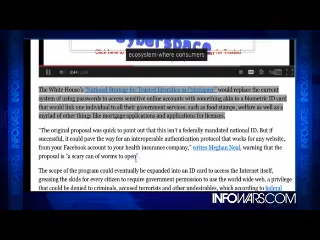 Cyberspace
ecosystem where consumers
The White House's "National Strategy for Trusted Identities in Cyberspace" would replace the current
system of using passwords to access sensitive online accounts with something akin to a biometric ID card
that would link one individual to all their government services, such as food stamps, welfare as well as a
myriad of other things like mortgage applications and applications for licenses.
"The original proposal was quick to point out that this isn't a federally mandated national ID. But if
successful, it could pave the way for an interoperable authentication protocol that works for any website,
from your Facebook account to your health insurance company," writes Meghan Neal, warning that the
proposal is "a scary can of worms to open".
The scope of the program could eventually be expanded into an ID card to access the Internet itself,
greasing the skids for every citizen to require government permission to use the world wide web, a privilege
that could be denied to criminals, accused terrorists and other undesirables, which according to federal
INFOWARS.COM